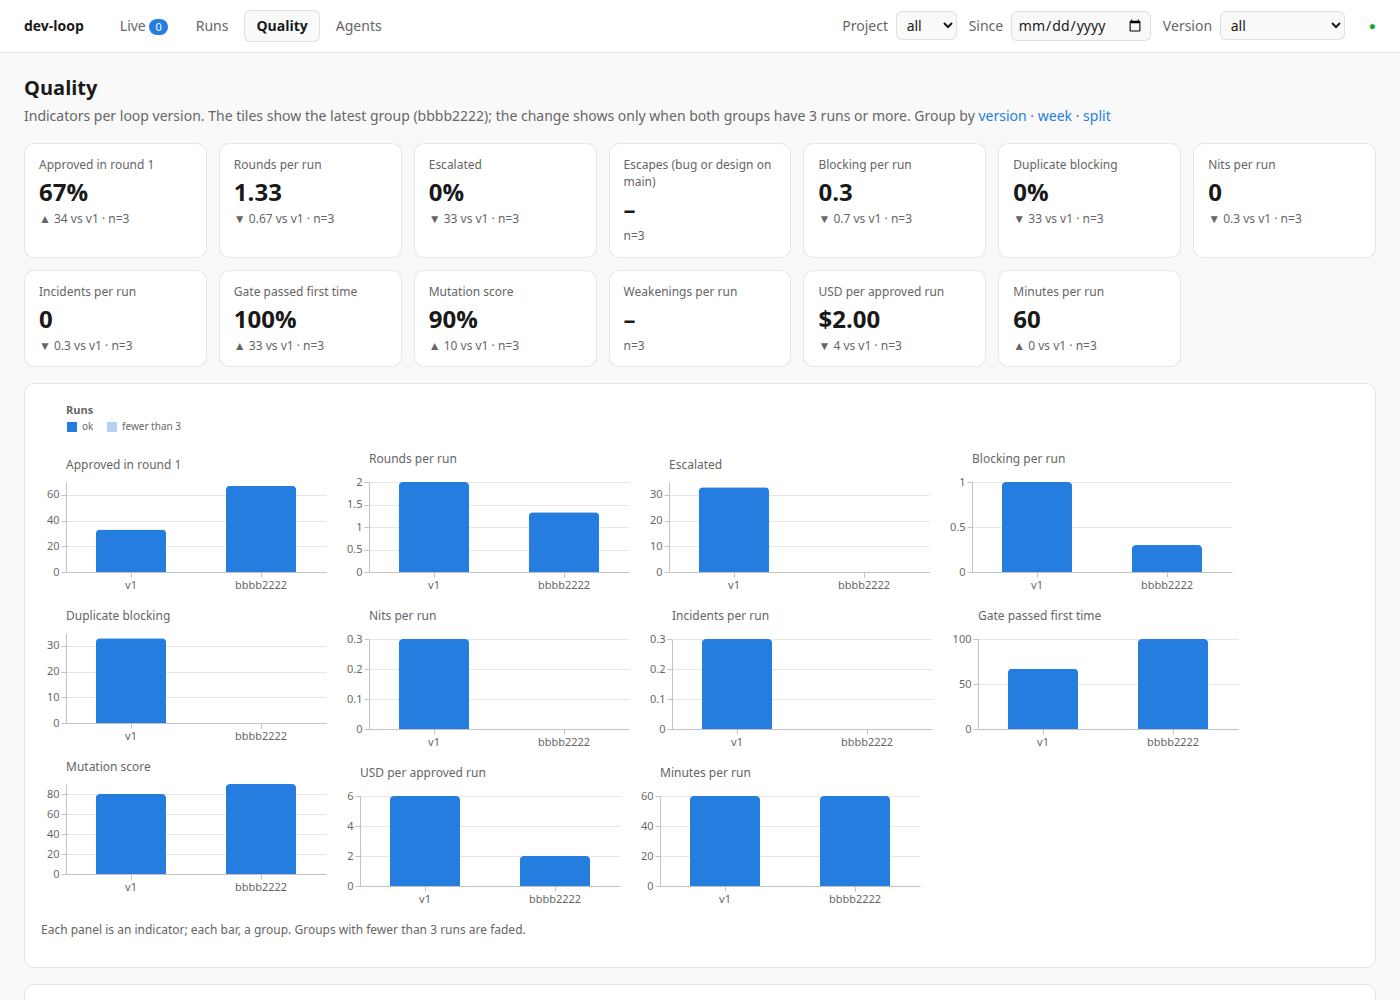 dev-loop Live 0 Runs Quality Agents Project all Since mm/dd/yyyy Version all
Quality
Indicators per loop version. The tiles show the latest group (bbbb2222); the change shows only when both groups have 3 runs or more. Group by version · week · split
Approved in round 1
67%
▲ 34 vs v1 · n=3
Rounds per run
1.33
▼ 0.67 vs v1 · n=3
Escalated
0%
▼ 33 vs v1 · n=3
Escapes (bug or design on
main)
–
n=3
Blocking per run
0.3
▼ 0.7 vs v1 · n=3
Duplicate blocking
0%
▼ 33 vs v1 · n=3
Nits per run
0
▼ 0.3 vs v1 · n=3
Incidents per run
0
▼ 0.3 vs v1 · n=3
Gate passed first time
100%
▲ 33 vs v1 · n=3
Mutation score
90%
▲ 10 vs v1 · n=3
Weakenings per run
–
n=3
USD per approved run
$2.00
▼ 4 vs v1 · n=3
Minutes per run
60
▲ 0 vs v1 · n=3
Runs
ok fewer than 3
Approved in round 1
60
40
20
0
v1 bbbb2222
Rounds per run
2
1.5
1
0.5
0
v1 bbbb2222
Escalated
30
20
10
0
v1 bbbb2222
Blocking per run
1
0.5
0
v1 bbbb2222
Duplicate blocking
30
20
10
0
v1 bbbb2222
Nits per run
0.3
0.2
0.1
0
v1 bbbb2222
Incidents per run
0.3
0.2
0.1
0
v1 bbbb2222
Gate passed first time
100
50
0
v1 bbbb2222
Mutation score
80
60
40
20
0
v1 bbbb2222
USD per approved run
6
4
2
0
v1 bbbb2222
Minutes per run
60
40
20
0
v1 bbbb2222
Each panel is an indicator; each bar, a group. Groups with fewer than 3 runs are faded.